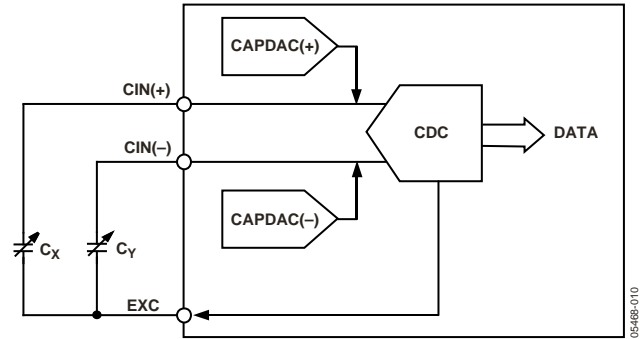 CAPDAC(+)
CIN(+)
CDC
DATA
CIN(–)
CAPDAC(–)
CX
CY
EXC
05468-010